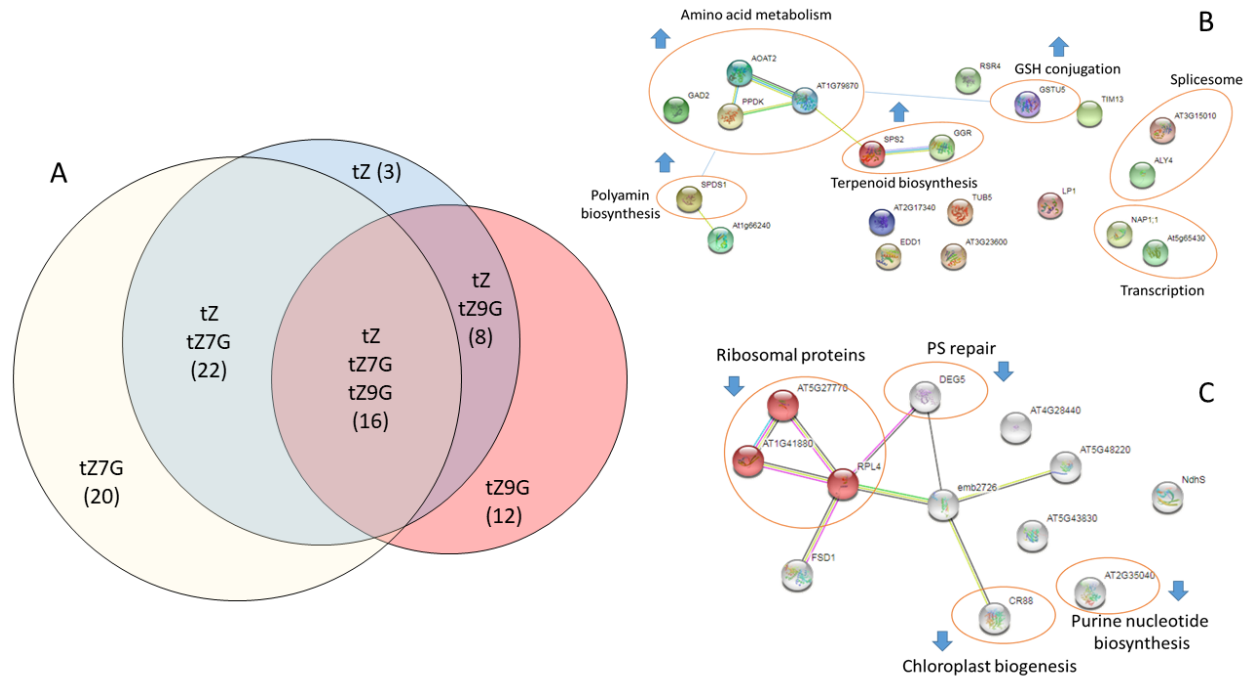 A
tZ (3)
tZ
tZ9G
(8)
tZ
tZ7G
(22)
tZ
tZ7G
tZ9G
(16)
tZ7G
(20)
tZ9G
(12)
B
Amino acid metabolism
AOAT2
GAD2
PPDK
AT1G79870
RSR4
GSH conjugation
GSTU5
TIM13
Splicesome
AT3G15010
ALY4
SPS2
GGR
Terpenoid biosynthesis
Polyamin
biosynthesis
SPDS1
At1g66240
AT2G17340
TUB5
LP1
EDD1
AT3G23600
NAP1;1
At5g65430
Transcription
C
Ribosomal proteins
PS repair
AT5G27770
DEG5
AT4G28440
AT1G41880
RPL4
AT5G48220
emb2726
NdhS
AT5G43830
FSD1
AT2G35040
CR88
Purine nucleotide
biosynthesis
Chloroplast biogenesis